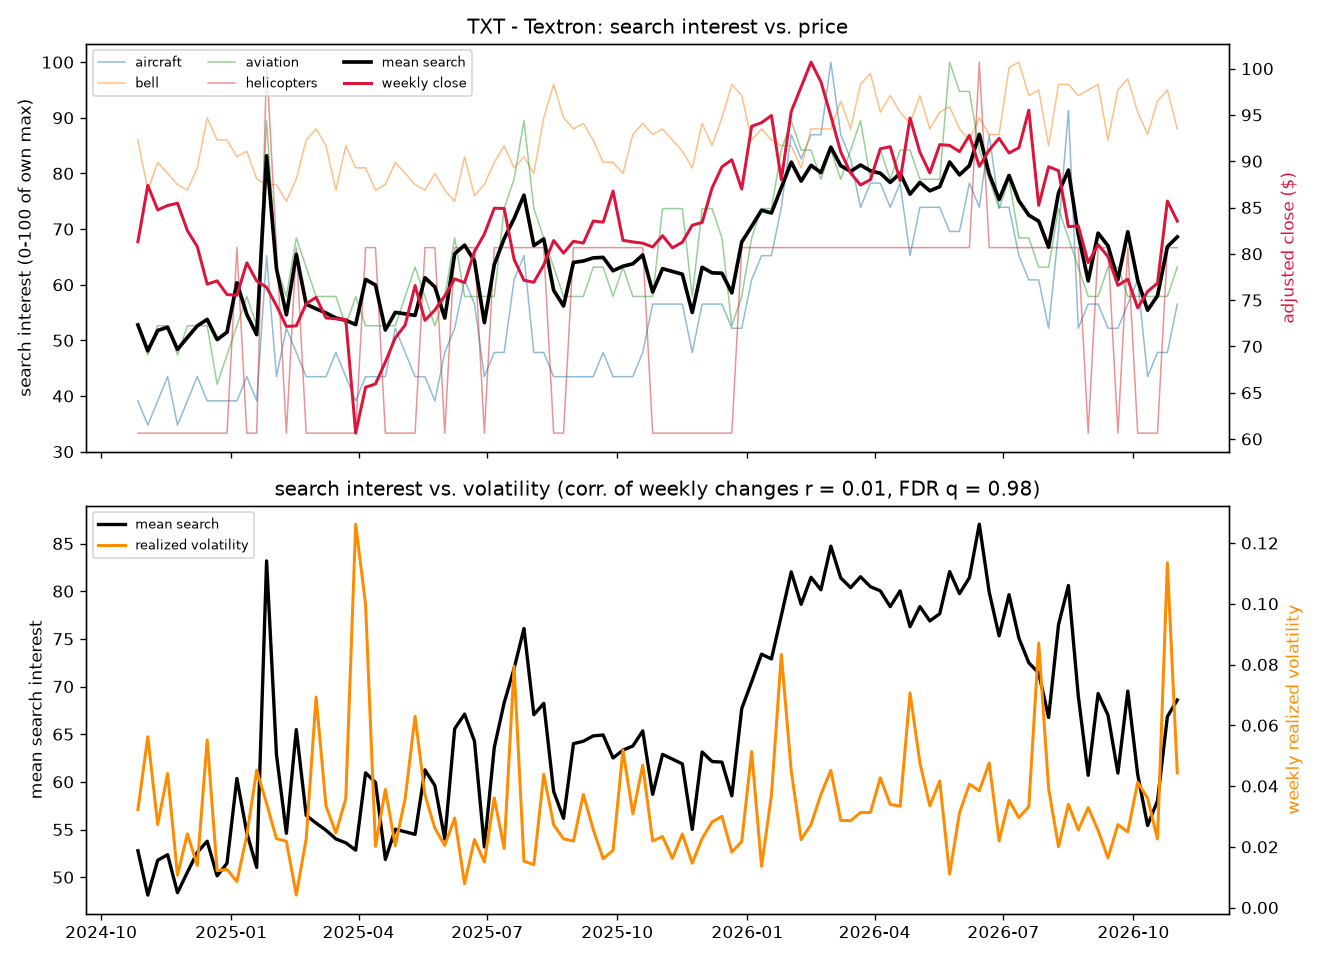 TXT - Textron: search interest vs. price
aircraft
bell
aviation
helicopters
mean search
weekly close
search interest (0-100 of own max)
100
90
80
70
60
50
40
30
adjusted close ($)
100
95
90
85
80
75
70
65
60
search interest vs. volatility (corr. of weekly changes r = 0.01, FDR q = 0.98)
mean search
realized volatility
mean search interest
85
80
75
70
65
60
55
50
weekly realized volatility
0.12
0.10
0.08
0.06
0.04
0.02
0.00
2024-10 2025-01 2025-04 2025-07 2025-10 2026-01 2026-04 2026-07 2026-10